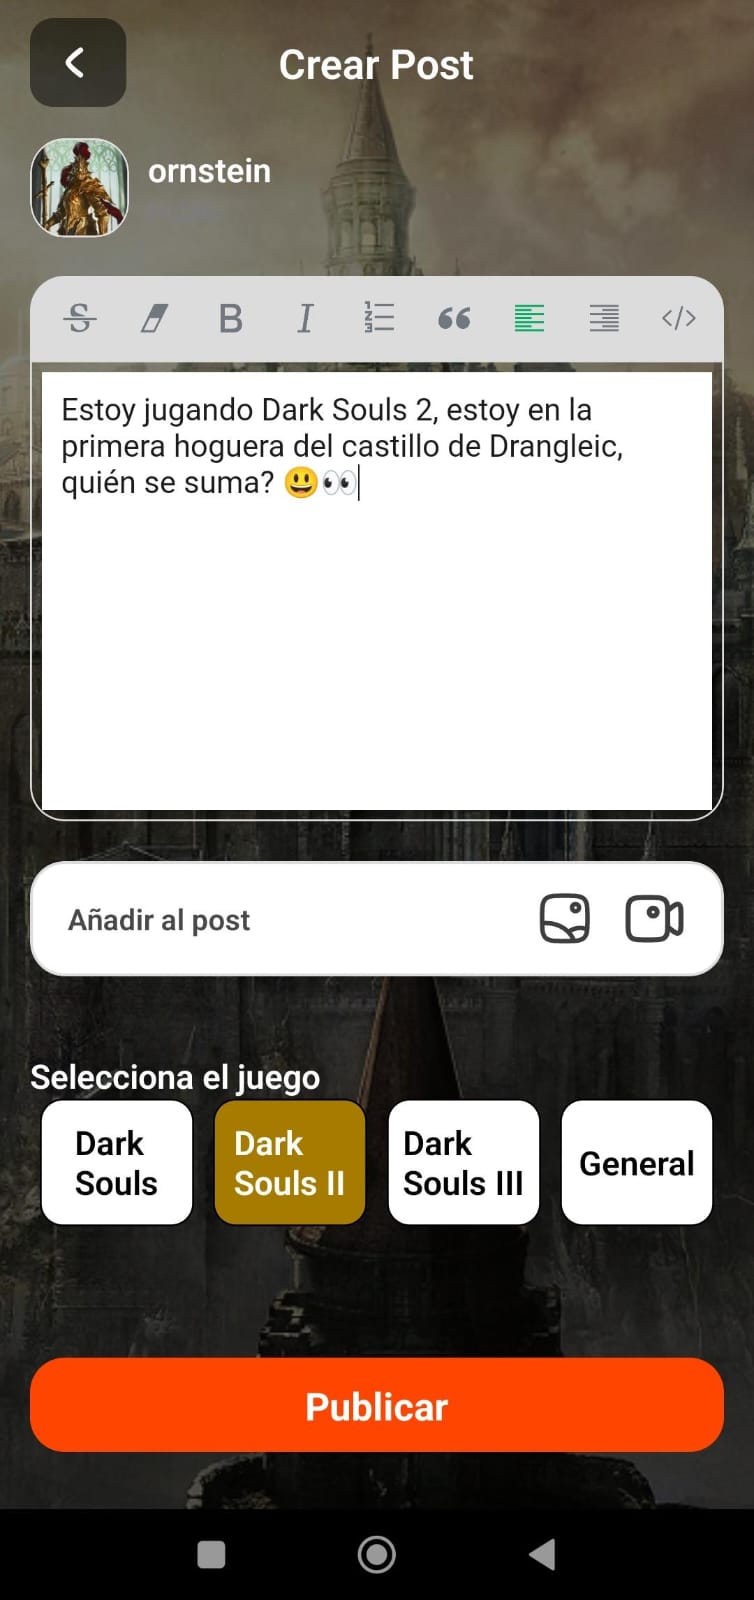 Crear Post
ornstein
S B I
Estoy jugando Dark Souls 2, estoy en la
primera hoguera del castillo de Drangleic,
quién se suma? 😃👀
Añadir al post
Selecciona el juego
Dark
Souls
Dark
Souls II
Dark
Souls III
General
Publicar